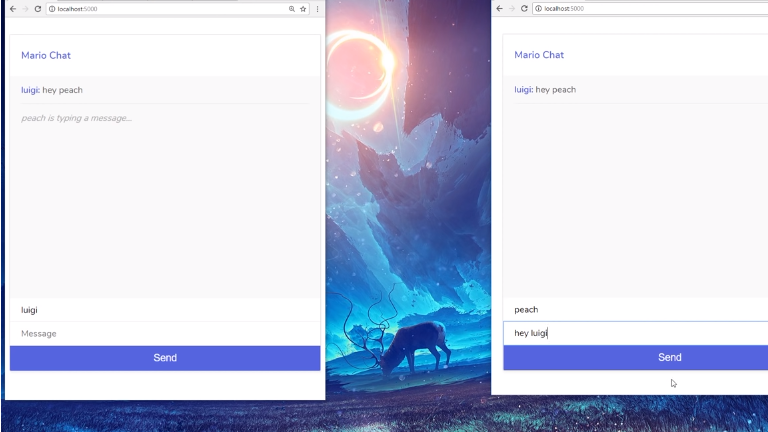 localhost:5000
Mario Chat
luigi: hey peach
peach is typing a message...
luigi
Message
Send
localhost:5000
Mario Chat
luigi: hey peach
peach
hey luigi
Send